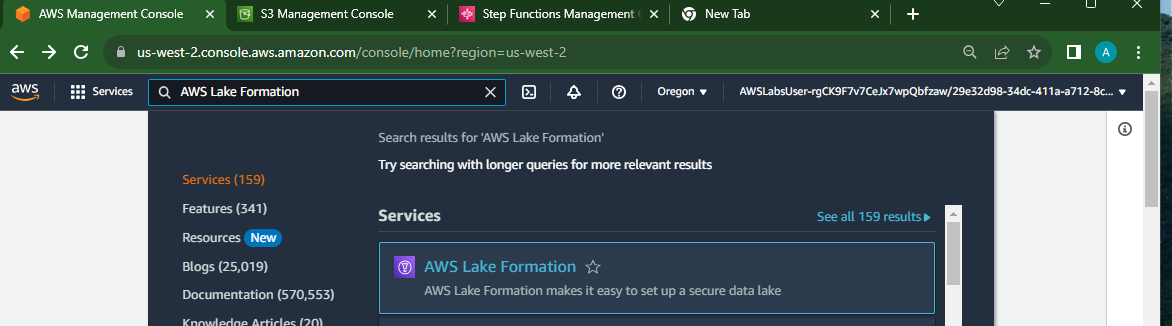 AWS Management Console
S3 Management Console
Step Functions Management
New Tab
us-west-2.console.aws.amazon.com/console/home?region=us-west-2
A
aws
Services
AWS Lake Formation
Oregon
AWSLabsUser-rgCK9F7v7CeJx7wpQbfzaw/29e32d98-34dc-411a-a712-8c...
Search results for 'AWS Lake Formation'
Try searching with longer queries for more relevant results
Services (159)
Features (341)
Resources New
Blogs (25,019)
Documentation (570,553)
Knowledge Articles (20)
Services
See all 159 results
AWS Lake Formation
AWS Lake Formation makes it easy to set up a secure data lake